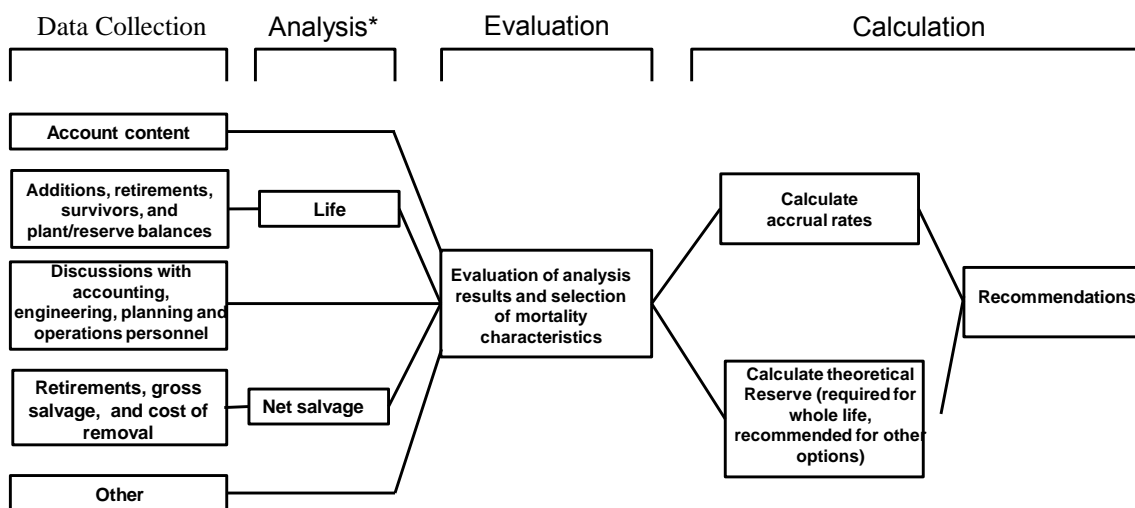 Data Collection
Analysis*
Evaluation
Calculation
Account content
Additions, retirements,
survivors, and
plant/reserve balances
Life
Discussions with
accounting,
engineering, planning and
operations personnel
Retirements, gross
salvage, and cost of
removal
Net salvage
Other
Evaluation of analysis
results and selection
of mortality
characteristics
Calculate
accrual rates
Calculate theoretical
Reserve (required for
whole life,
recommended for other
options)
Recommendations